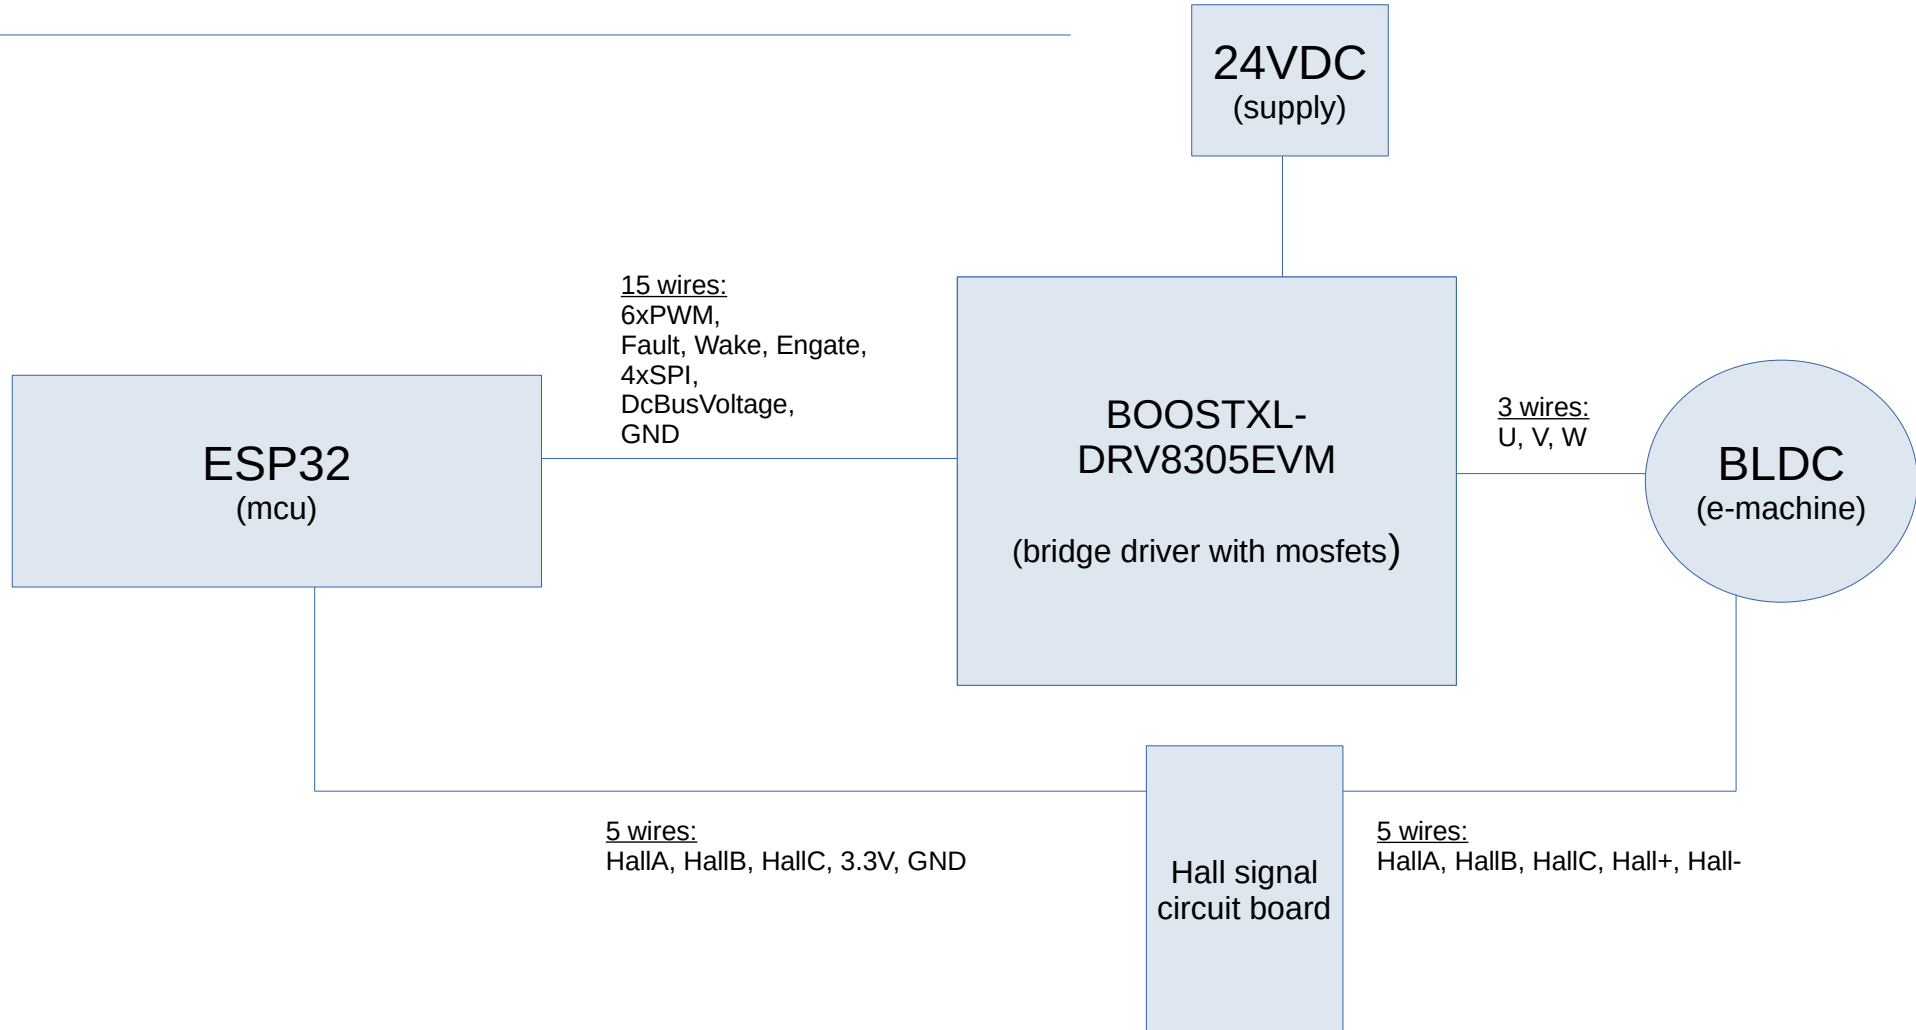 24VDC
(supply)
15 wires:
6xPWM,
Fault, Wake, Engate,
4xSPI,
DcBusVoltage,
GND
ESP32
(mcu)
BOOSTXL-
DRV8305EVM
(bridge driver with mosfets)
3 wires:
U, V, W
BLDC
(e-machine)
5 wires:
HallA, HallB, HallC, 3.3V, GND
Hall signal
circuit board
5 wires:
HallA, HallB, HallC, Hall+, Hall-